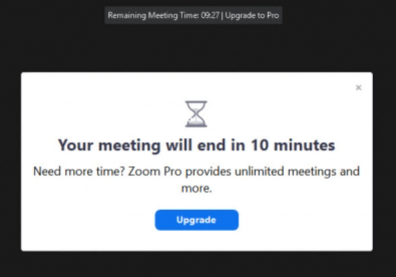 Remaining Meeting Time: 09:27 | Upgrade to Pro
×
Your meeting will end in 10 minutes
Need more time? Zoom Pro provides unlimited meetings and
more.
Upgrade